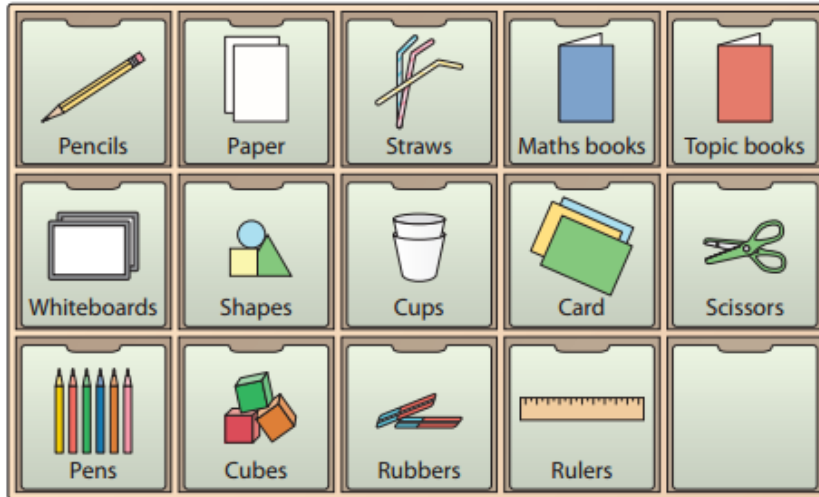 Pencils
Paper
Straws
Maths books
Topic books
Whiteboards
Shapes
Cups
Card
Scissors
Pens
Cubes
Rubbers
Rulers